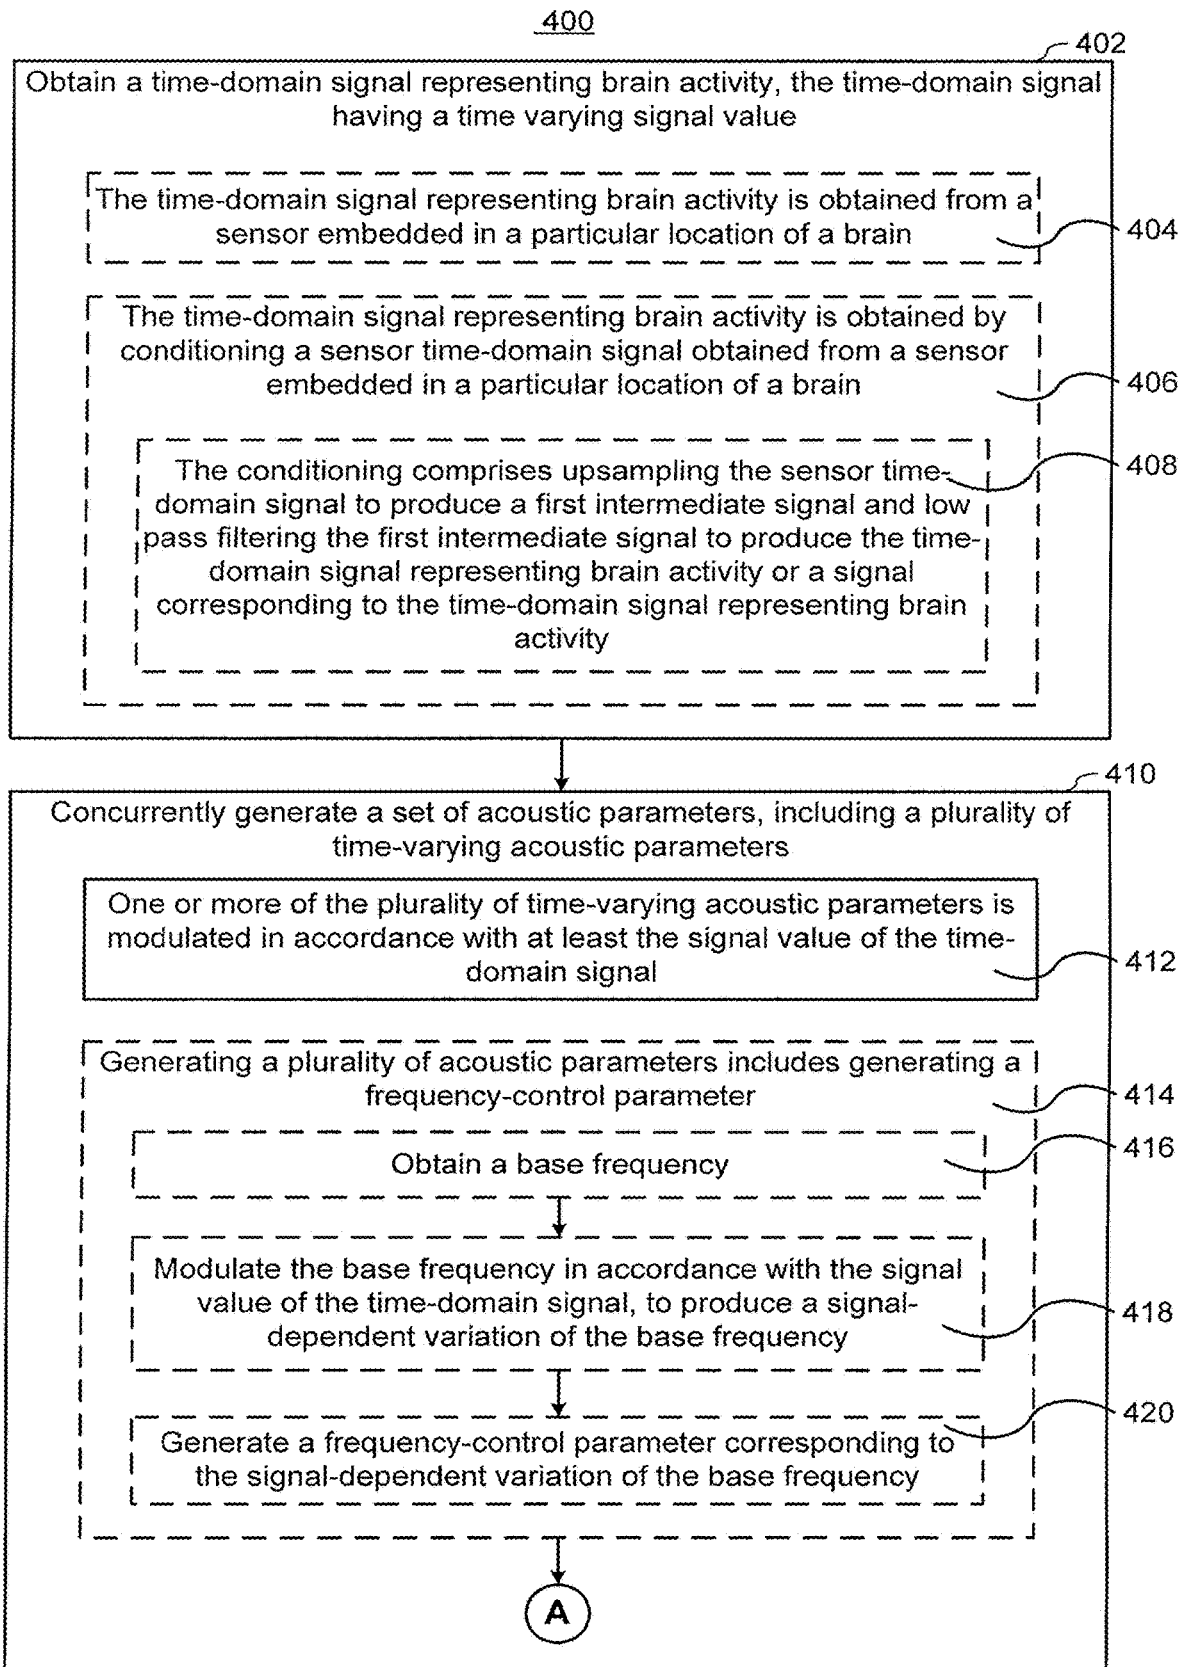 400
402
Obtain a time-domain signal representing brain activity, the time-domain signal
having a time varying signal value
The time-domain signal representing brain activity is obtained from a
sensor embedded in a particular location of a brain
404
The time-domain signal representing brain activity is obtained by
conditioning a sensor time-domain signal obtained from a sensor
embedded in a particular location of a brain
406
The conditioning comprises upsampling the sensor time-
408
domain signal to produce a first intermediate signal and low
pass filtering the first intermediate signal to produce the time-
domain signal representing brain activity or a signal
corresponding to the time-domain signal representing brain
activity
410
Concurrently generate a set of acoustic parameters, including a plurality of
time-varying acoustic parameters
One or more of the plurality of time-varying acoustic parameters is
modulated in accordance with at least the signal value of the time-
domain signal
412
Generating a plurality of acoustic parameters includes generating a
frequency-control parameter
414
Obtain a base frequency
416
Modulate the base frequency in accordance with the signal
value of the time-domain signal, to produce a signal-
dependent variation of the base frequency
418
420
Generate a frequency-control parameter corresponding to
the signal-dependent variation of the base frequency
A